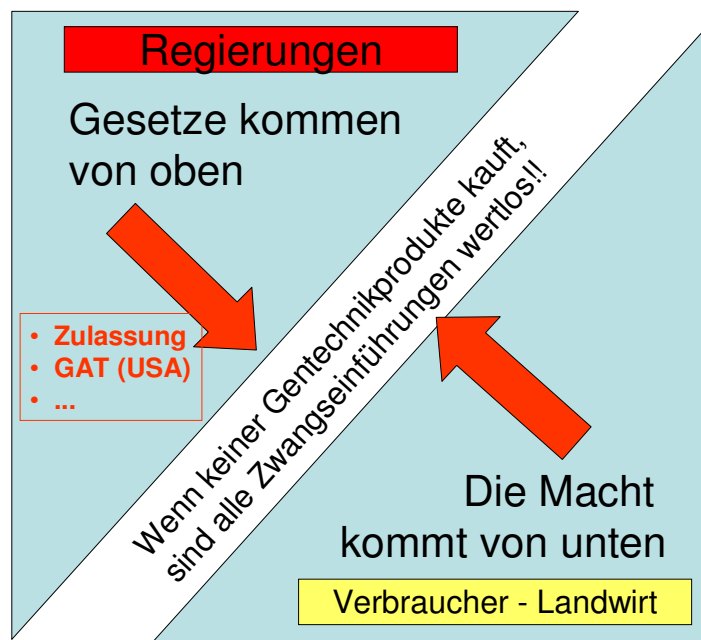 Regierungen
Gesetze kommen
von oben
Wenn keiner Gentechnikprodukte kauft,
sind alle Zwangseinführungen wertlos!!
• Zulassung
• GAT (USA)
• ...
Die Macht
kommt von unten
Verbraucher - Landwirt